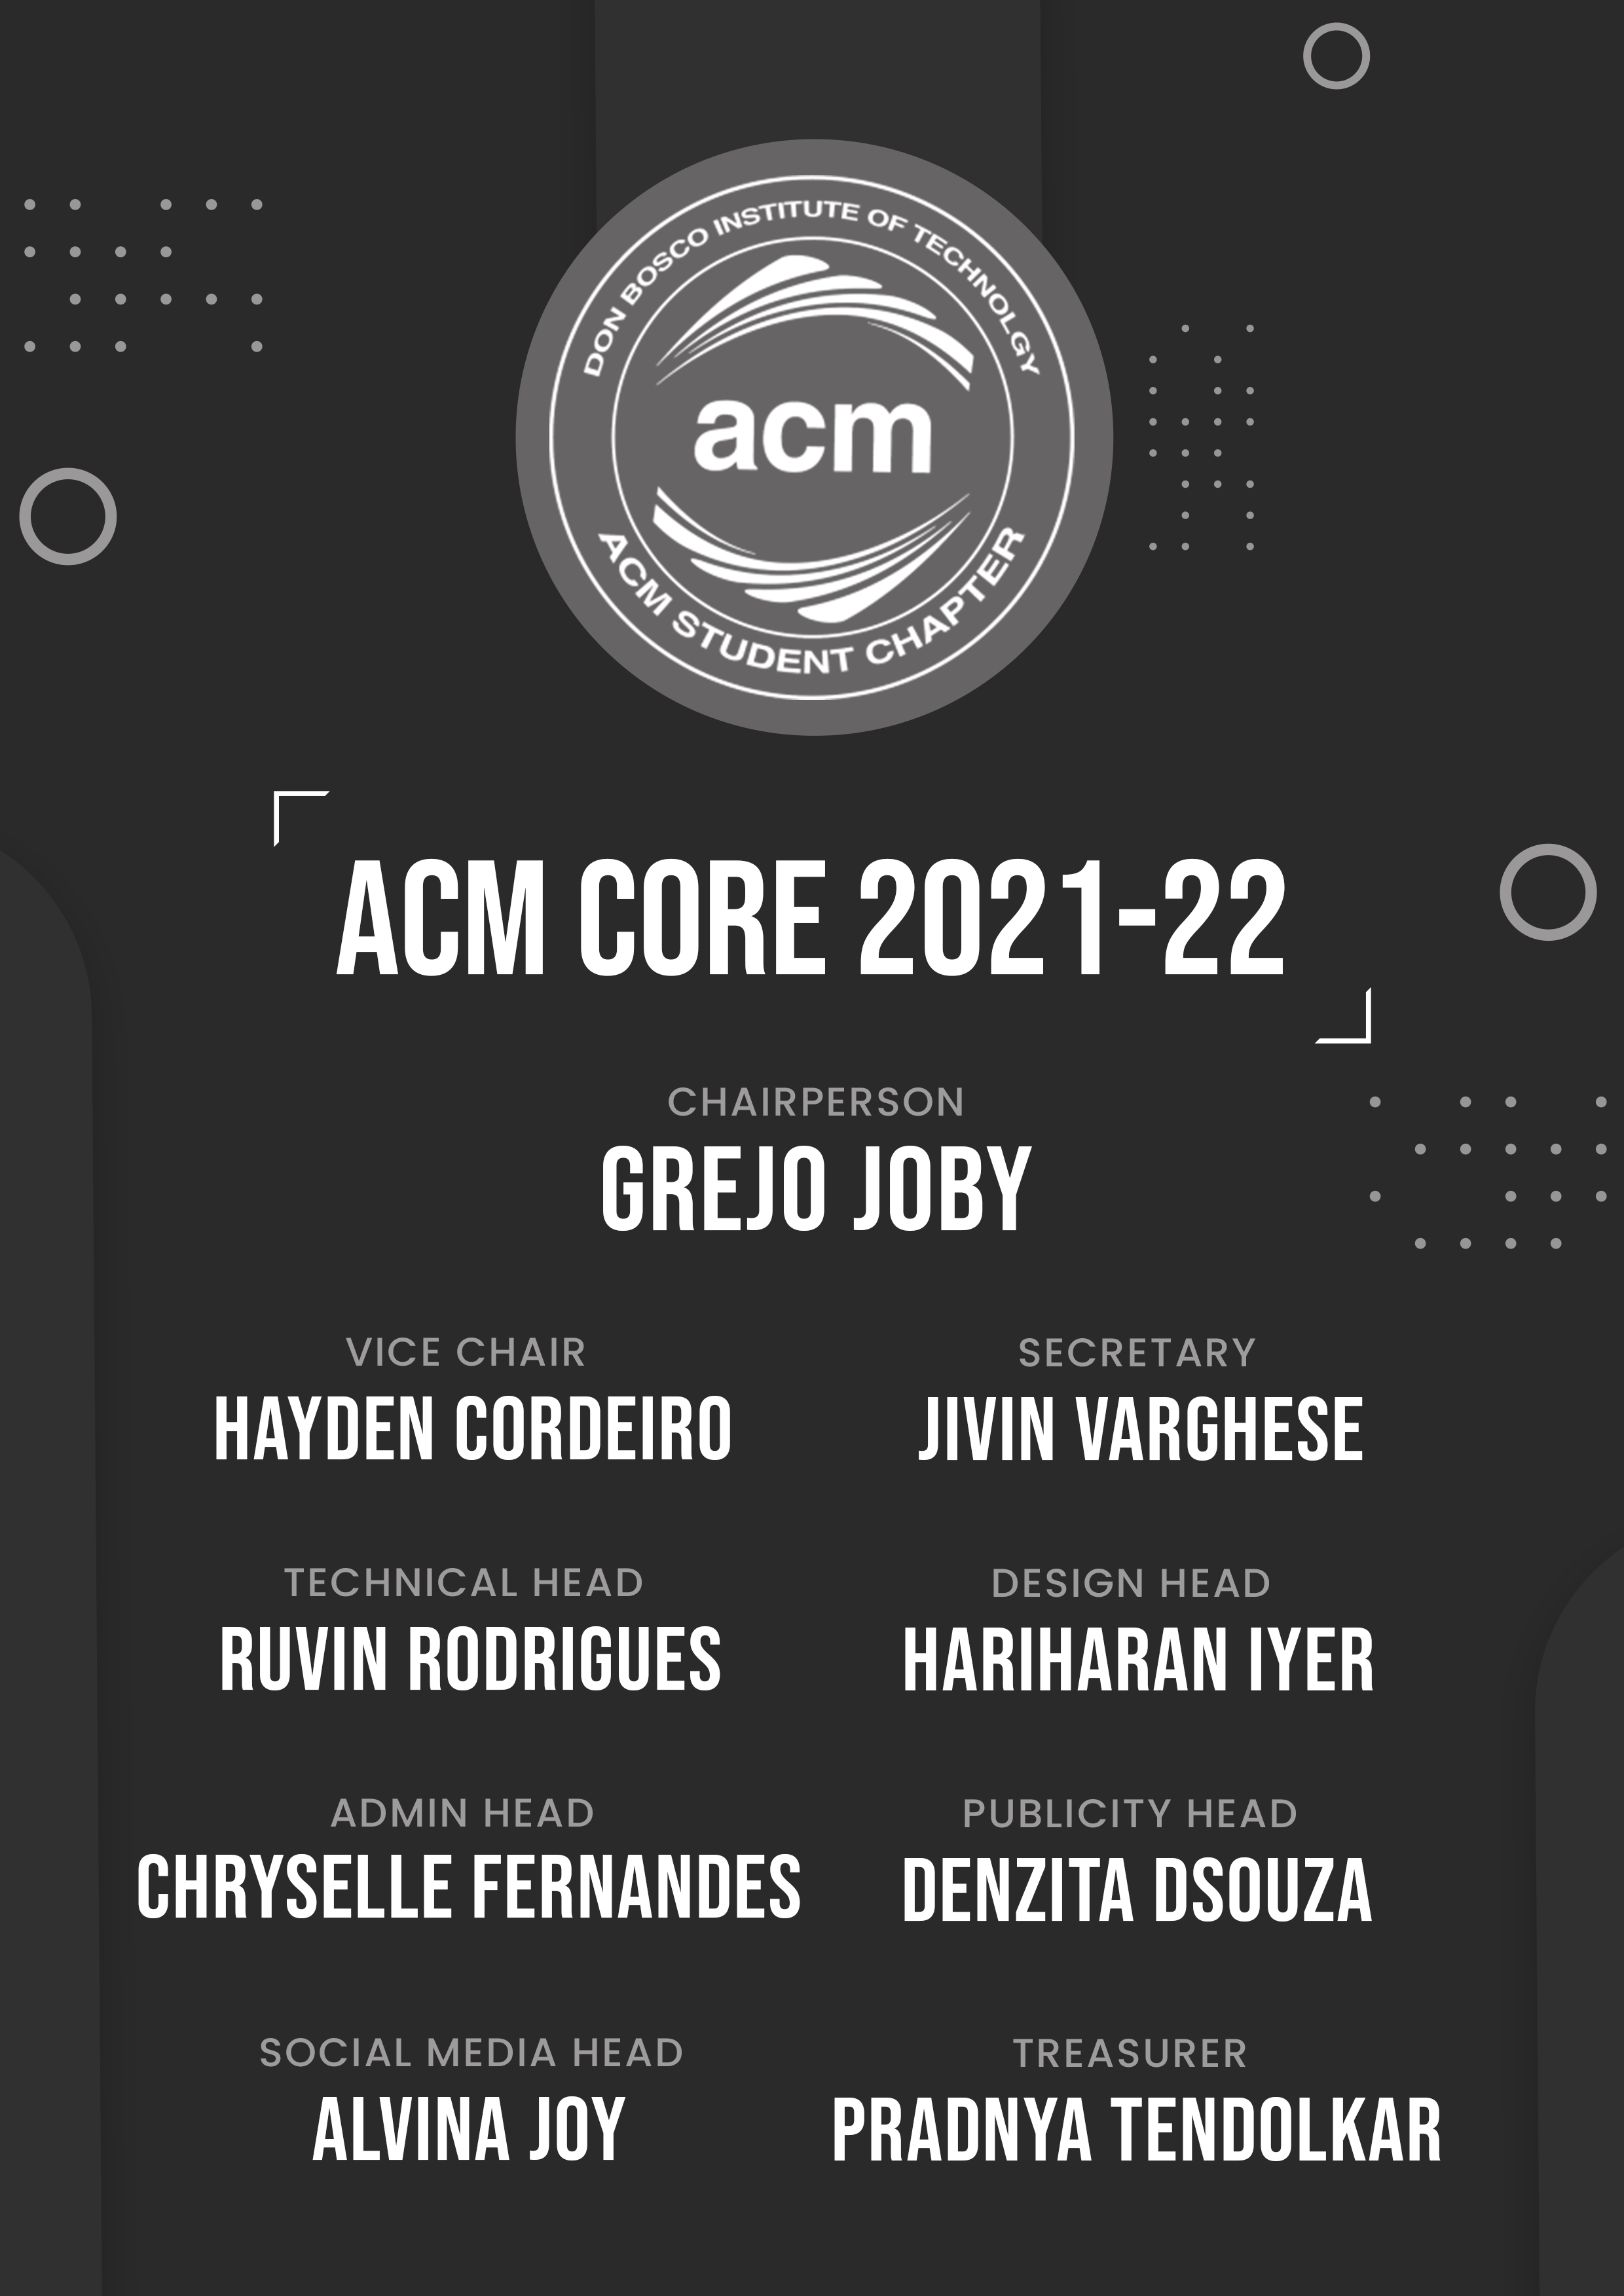 DON BOSCO INSTITUTE OF TECHNOLGY
acm
ACM STUDENT CHAPTER
ACM CORE 2021-22
CHAIRPERSON
GREJO JOBY
VICE CHAIR
HAYDEN CORDEIRO
SECRETARY
JIVIN VARGHESE
TECHNICAL HEAD
RUVIN RODRIGUES
DESIGN HEAD
HARIHARAN IYER
ADMIN HEAD
CHRYSELLE FERNANDES
PUBLICITY HEAD
DENZITA DSOUZA
SOCIAL MEDIA HEAD
ALVINA JOY
TREASURER
PRADNYA TENDOLKAR